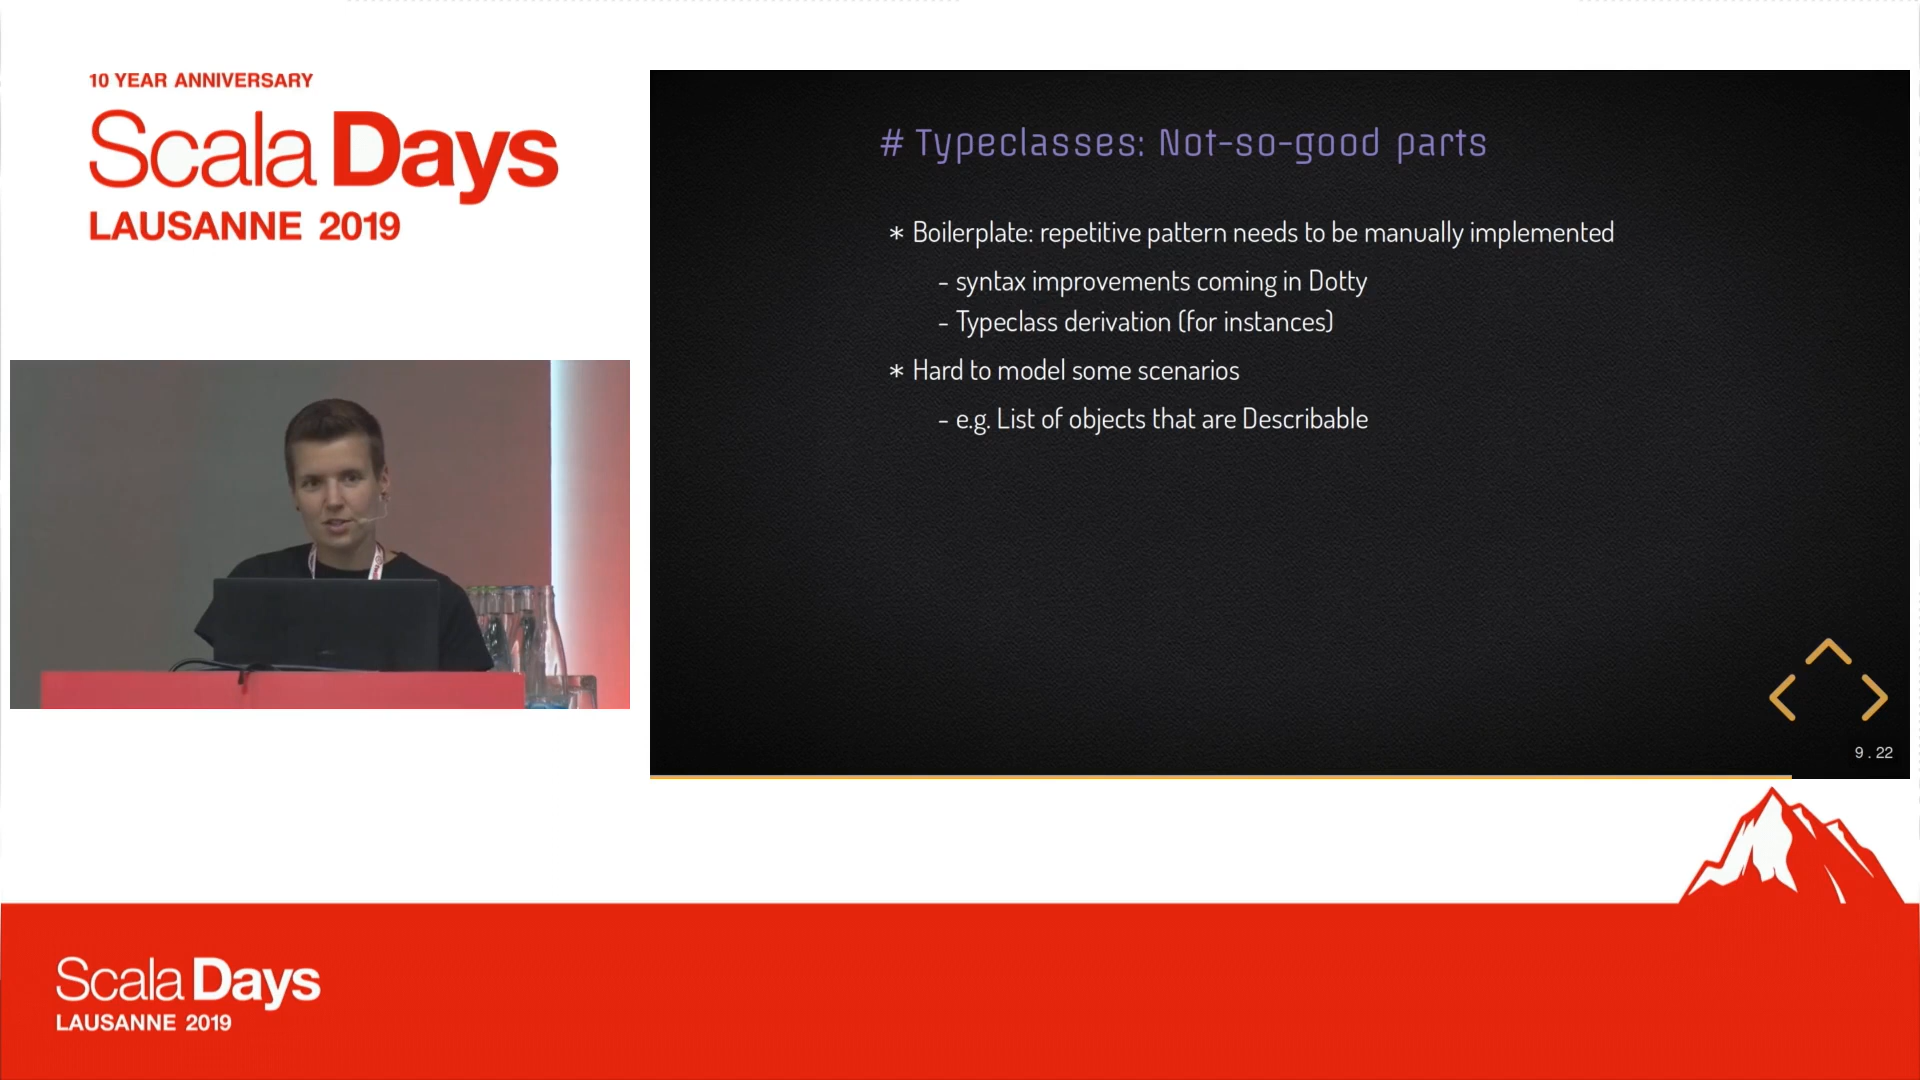 10 YEAR ANNIVERSARY
Scala Days
LAUSANNE 2019
# Typeclasses: Not-so-good parts
* Boilerplate: repetitive pattern needs to be manually implemented
- syntax improvements coming in Dotty
- Typeclass derivation (for instances)
* Hard to model some scenarios
- e.g. List of objects that are Describable
9 . 22
Scala Days
LAUSANNE 2019